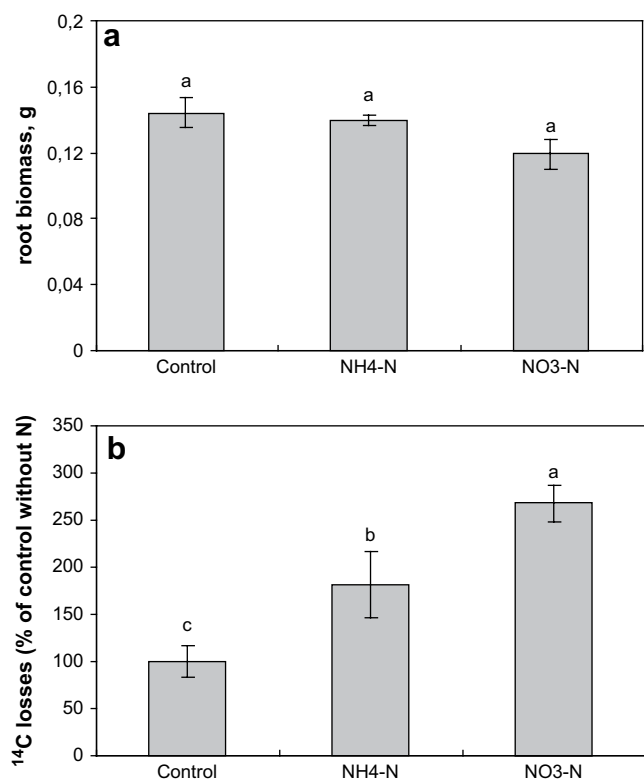 a
root biomass, g
0,2
0,16
0,12
0,08
0,04
0
a
a
a
Control
NH4-N
NO3-N
b
14C losses (% of control without N)
350
300
250
200
150
100
50
0
c
b
a
Control
NH4-N
NO3-N